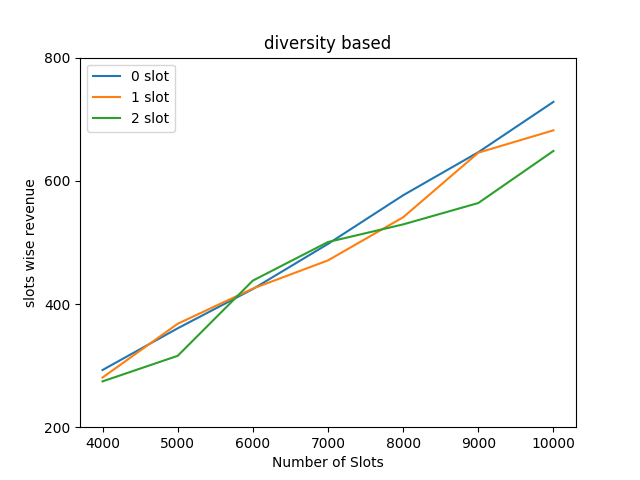 diversity based
800
600
400
200
slots wise revenue
0 slot
1 slot
2 slot
4000 5000 6000 7000 8000 9000 10000
Number of Slots